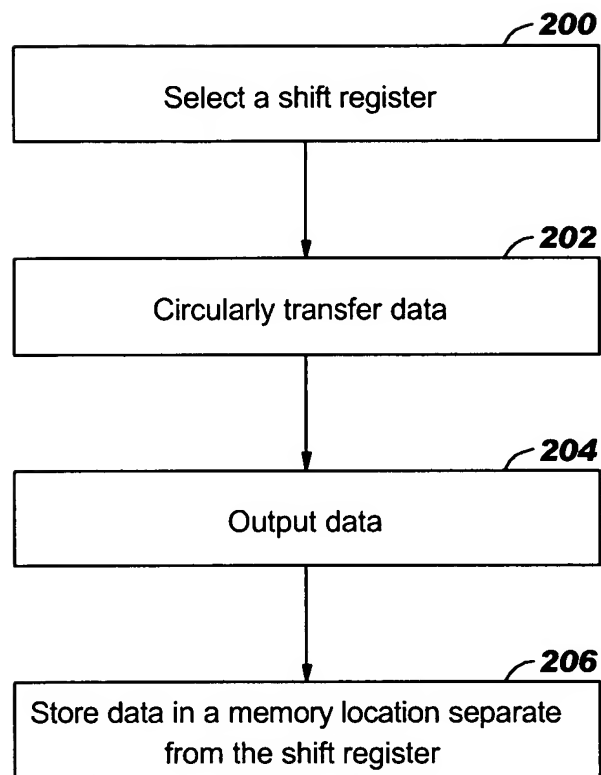 200
Select a shift register
202
Circularly transfer data
204
Output data
206
Store data in a memory location separate
from the shift register